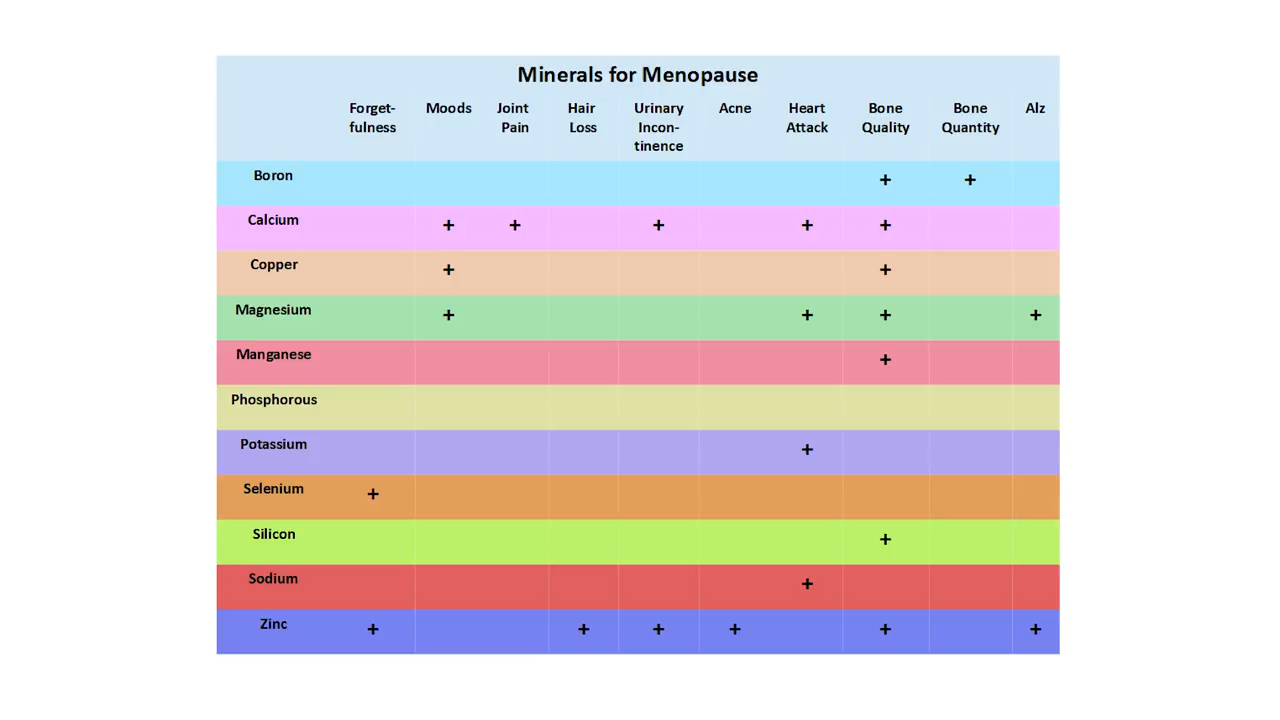 Minerals for Menopause
Forget- Moods Joint Hair Urinary Acne Heart Bone Bone Alz
fulness Pain Loss Incon- Attack Quality Quantity
tinence
Boron + +
Calcium + + + + +
Copper + +
Magnesium + + + +
Manganese +
Phosphorous
Potassium +
Selenium +
Silicon +
Sodium +
Zinc + + + + + +